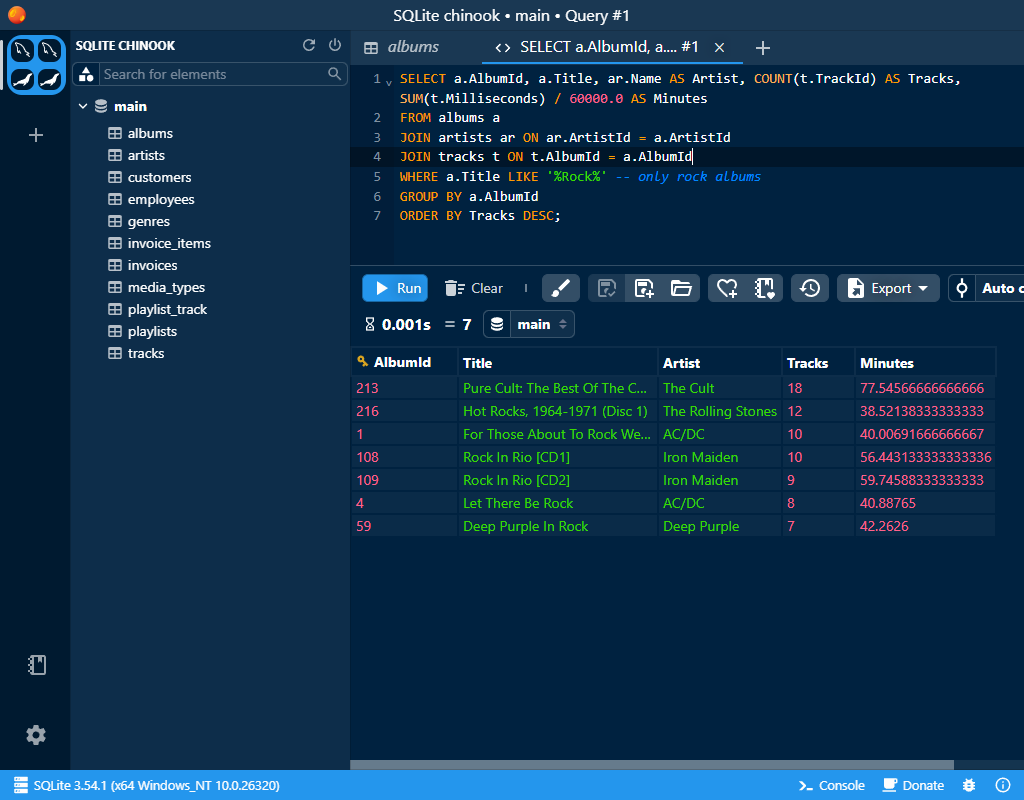 SQLite chinook • main • Query #1
SQLITE CHINOOK
Search for elements
main
albums
artists
customers
employees
genres
invoice_items
invoices
media_types
playlist_track
playlists
tracks
albums
SELECT a.AlbumId, a.... #1
1 SELECT a.AlbumId, a.Title, ar.Name AS Artist, COUNT(t.TrackId) AS Tracks,
SUM(t.Milliseconds) / 60000.0 AS Minutes
2 FROM albums a
3 JOIN artists ar ON ar.ArtistId = a.ArtistId
4 JOIN tracks t ON t.AlbumId = a.AlbumId
5 WHERE a.Title LIKE '%Rock%' -- only rock albums
6 GROUP BY a.AlbumId
7 ORDER BY Tracks DESC;
Run Clear Export Auto c
0.001s = 7 main
AlbumId Title Artist Tracks Minutes
213 Pure Cult: The Best Of The C... The Cult 18 77.54566666666666
216 Hot Rocks, 1964-1971 (Disc 1) The Rolling Stones 12 38.52138333333333
1 For Those About To Rock We... AC/DC 10 40.00691666666667
108 Rock In Rio [CD1] Iron Maiden 10 56.443133333333336
109 Rock In Rio [CD2] Iron Maiden 9 59.74588333333333
4 Let There Be Rock AC/DC 8 40.88765
59 Deep Purple In Rock Deep Purple 7 42.2626
SQLite 3.54.1 (x64 Windows_NT 10.0.26320)
Console Donate